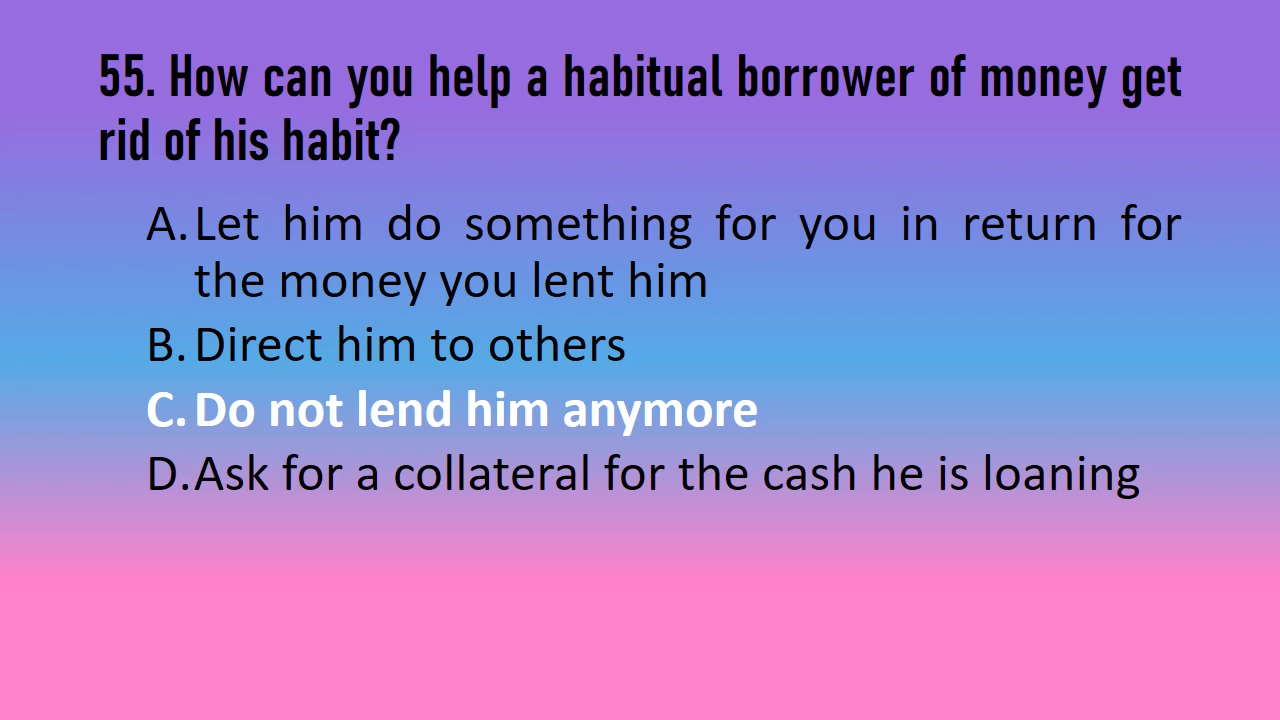 55. How can you help a habitual borrower of money get
rid of his habit?
A. Let him do something for you in return for
the money you lent him
B. Direct him to others
C. Do not lend him anymore
D. Ask for a collateral for the cash he is loaning